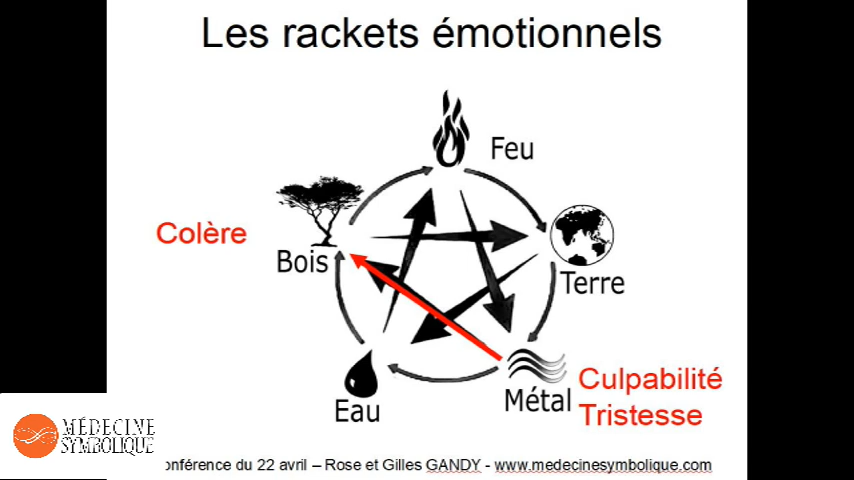 Les rackets émotionnels
Feu
Colère
Bois
Terre
Culpabilité
Métal
Tristesse
Eau
MÉDECINE
SYMBOLIQUE
onférence du 22 avril – Rose et Gilles GANDY - www.medecinesymbolique.com